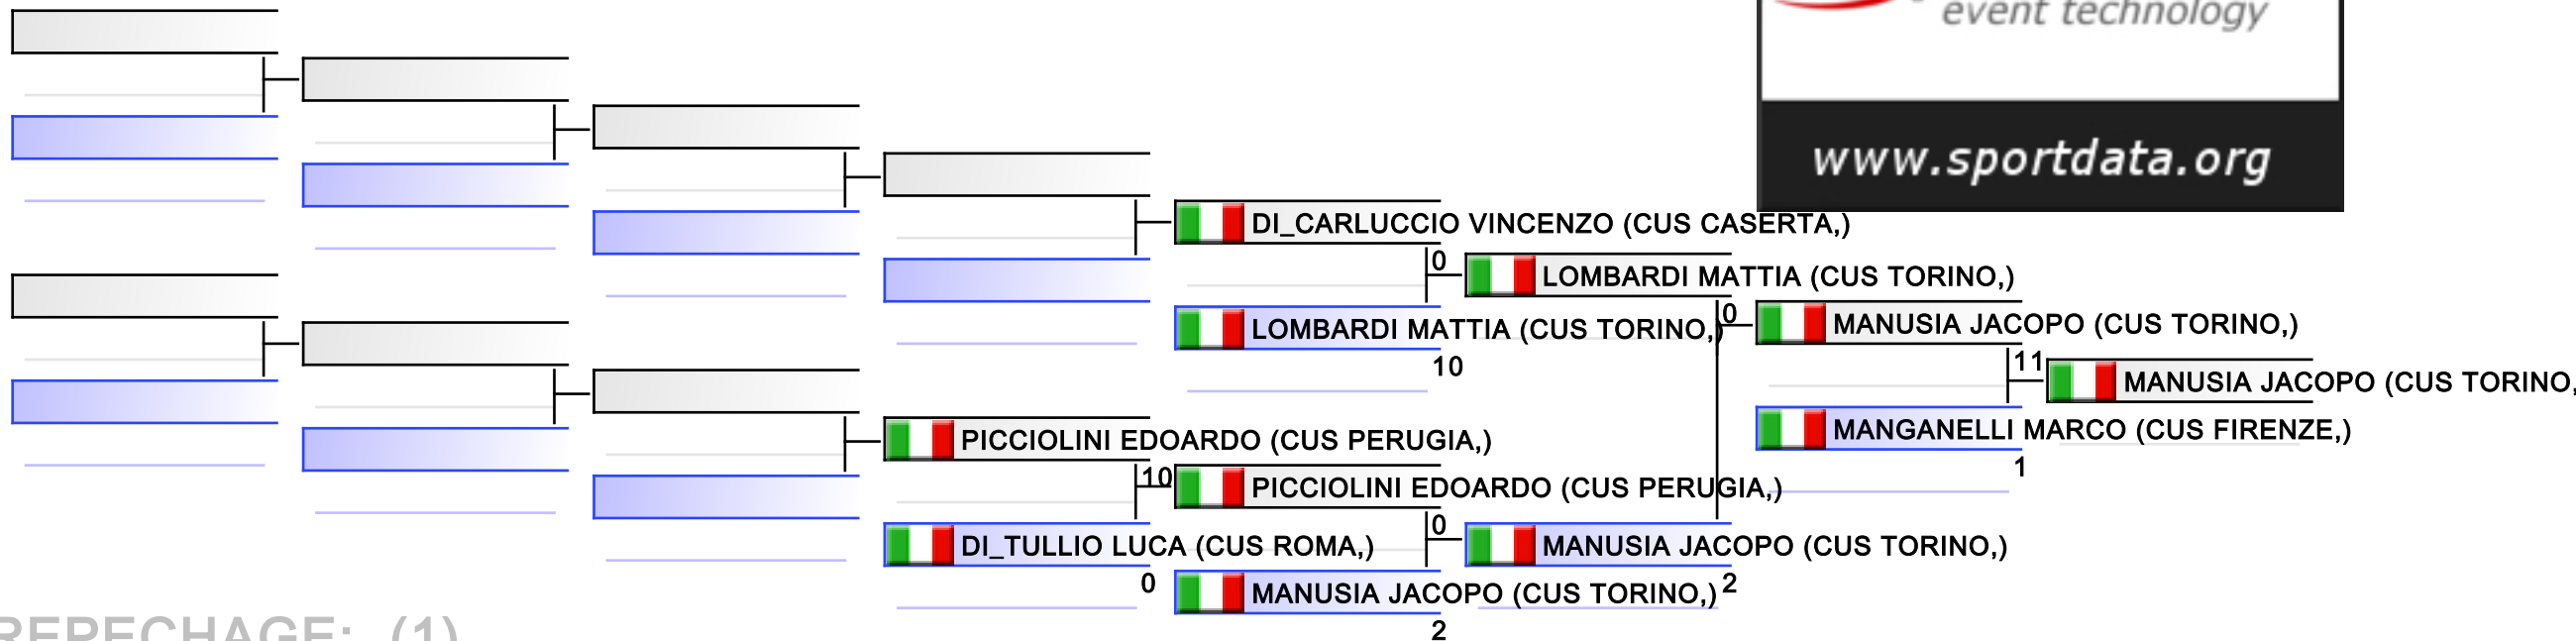 event technology
www.sportdata.org
DI_CARLUCCIO VINCENZO (CUS CASERTA,)
0
LOMBARDI MATTIA (CUS TORINO,)
LOMBARDI MATTIA (CUS TORINO,)
10
0
MANUSIA JACOPO (CUS TORINO,)
11
MANUSIA JACOPO (CUS TORINO,
MANGANELLI MARCO (CUS FIRENZE,)
1
PICCIOLINI EDOARDO (CUS PERUGIA,)
10
PICCIOLINI EDOARDO (CUS PERUGIA,)
DI_TULLIO LUCA (CUS ROMA,)
0
0
MANUSIA JACOPO (CUS TORINO,)
2
MANUSIA JACOPO (CUS TORINO,)
2
REPECHAGE: (1)